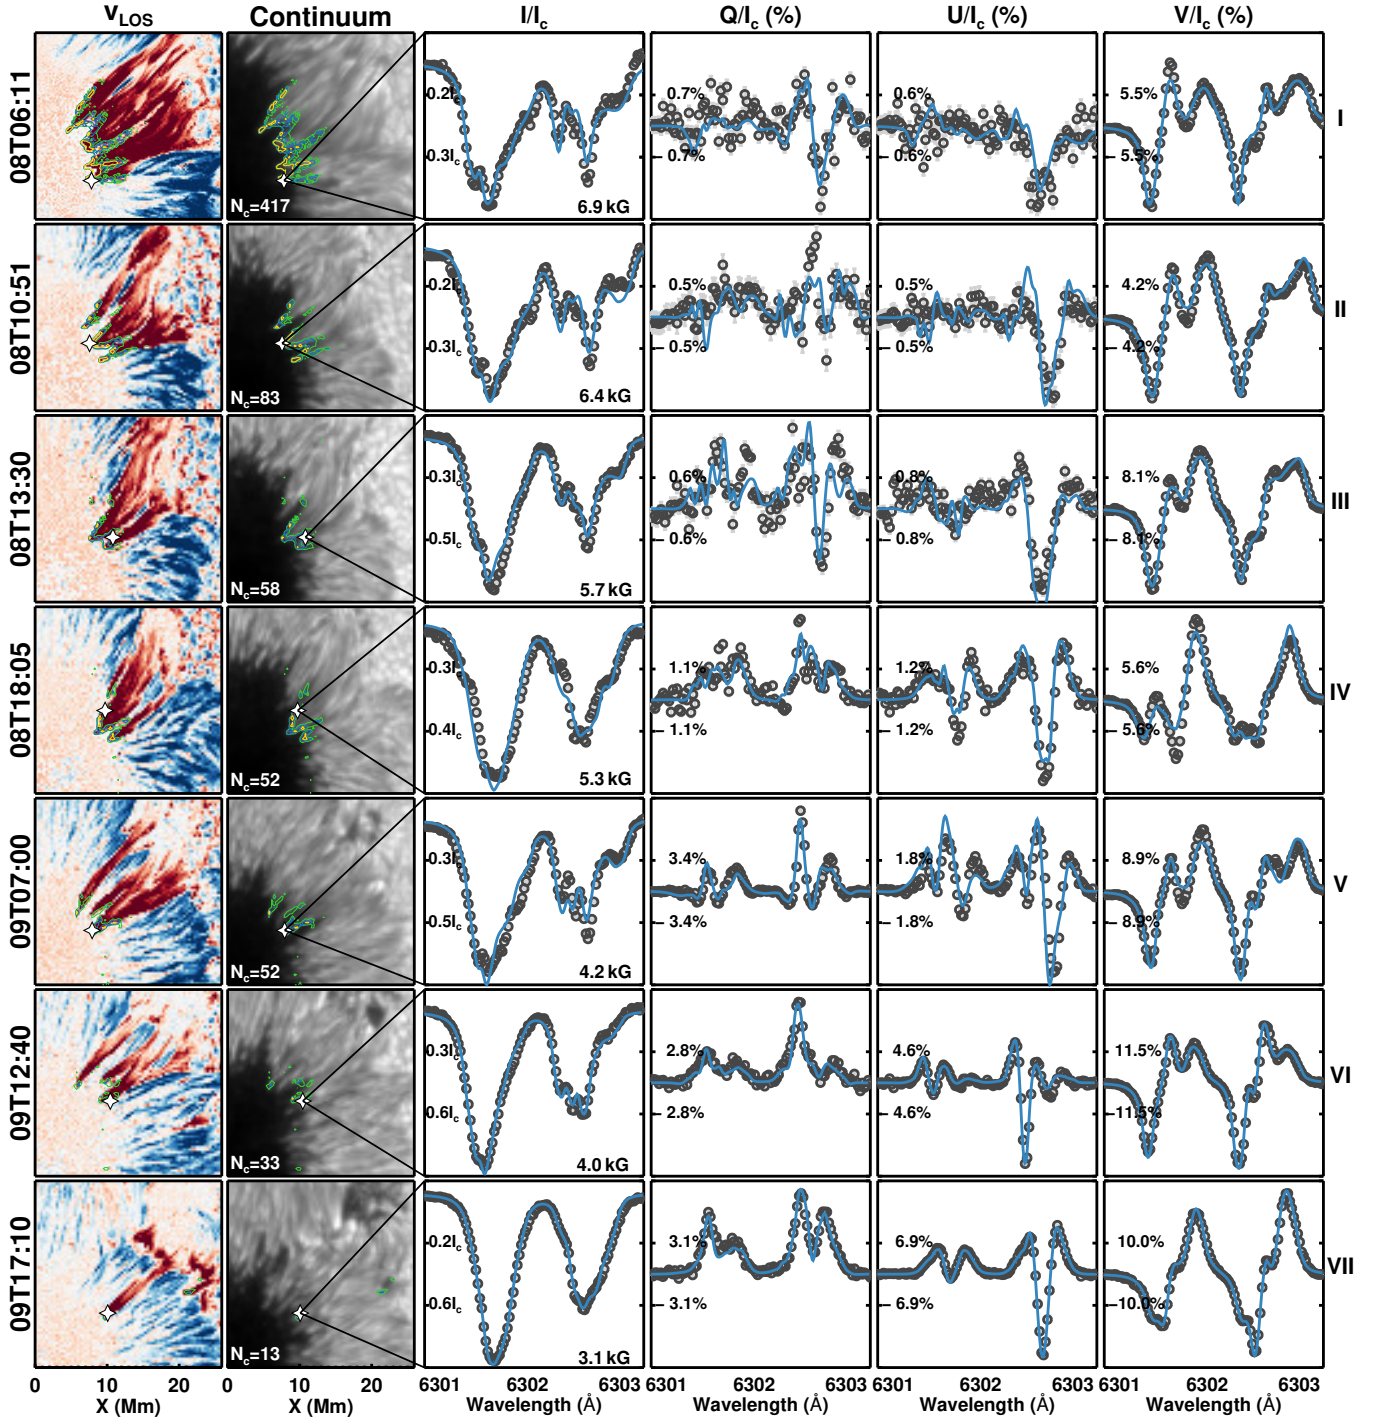 V_LOS Continuum I/I_c Q/I_c (%) U/I_c (%) V/I_c (%)
08T06:11 N_c=417 0.2I_c 0.3I_c 6.9 kG 0.7% 0.7% 0.6% 0.6% 5.5% 5.5% I
08T10:51 N_c=83 0.2I_c 0.3I_c 6.4 kG 0.5% 0.5% 0.5% 0.5% 4.2% 4.2% II
08T13:30 N_c=58 0.3I_c 0.5I_c 5.7 kG 0.6% 0.6% 0.8% 0.8% 8.1% 8.1% III
08T18:05 N_c=52 0.3I_c 0.4I_c 5.3 kG 1.1% 1.1% 1.2% 1.2% 5.6% 5.6% IV
09T07:00 N_c=52 0.3I_c 0.5I_c 4.2 kG 3.4% 3.4% 1.8% 1.8% 8.9% 8.9% V
09T12:40 N_c=33 0.3I_c 0.6I_c 4.0 kG 2.8% 2.8% 4.6% 4.6% 11.5% 11.5% VI
09T17:10 N_c=13 0.2I_c 0.6I_c 3.1 kG 3.1% 3.1% 6.9% 6.9% 10.0% 10.0% VII
0 10 20 0 10 20 6301 6302 6303 6301 6302 6303 6301 6302 6303 6301 6302 6303
X (Mm) X (Mm) Wavelength (Å) Wavelength (Å) Wavelength (Å) Wavelength (Å)